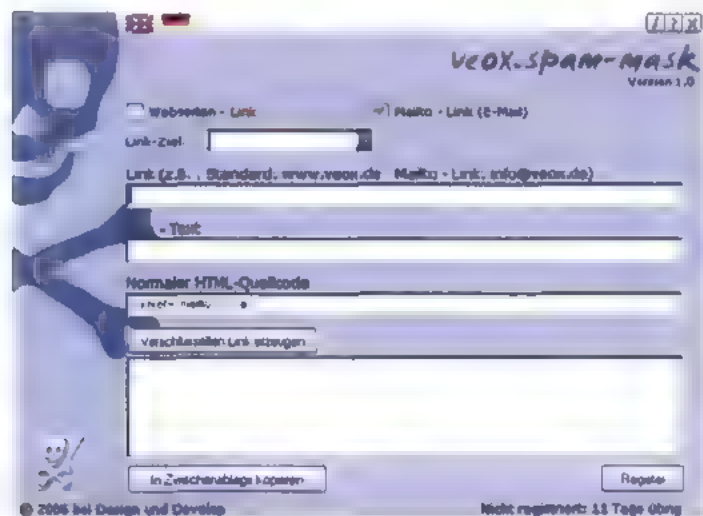 i ? X
veox.spam-mask
Version 1.0
Webseiten - Link
Mailto - Link (E-Mail)
Link-Ziel:
Link (z.B. , Standard: www.veox.de Mailto - Link: info@veox.de)
- Text
Normaler HTML-Quellcode
Verschlüsselten Link erzeugen
In Zwischenablage kopieren
Register
© 2006 bei Design und Develop
Nicht registriert: 11 Tage übrig